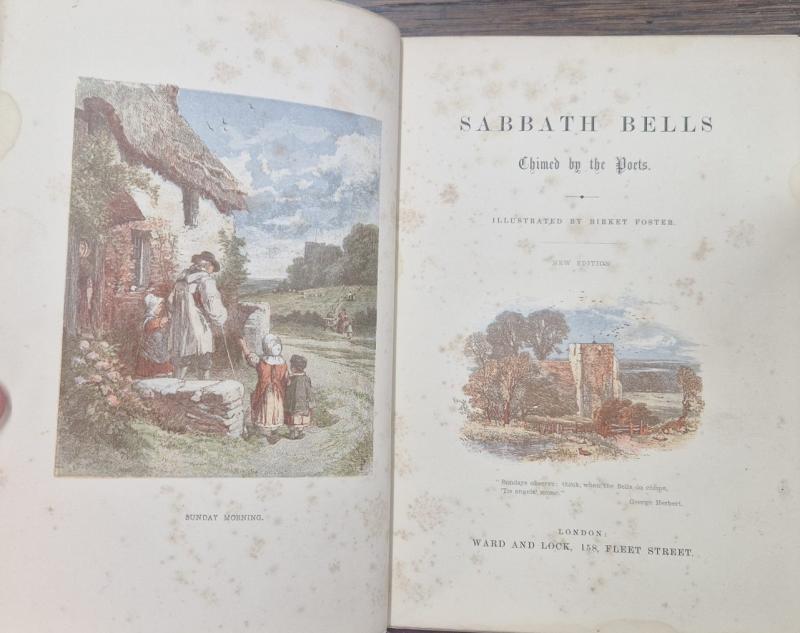 SUNDAY MORNING.
SABBATH BELLS
Chimed by the Poets.
ILLUSTRATED BY BIRKET FOSTER.
NEW EDITION.
"Sundays observe: think, when the Bells do chime,
'Tis angels' music."
George Herbert.
LONDON:
WARD AND LOCK, 158, FLEET STREET.